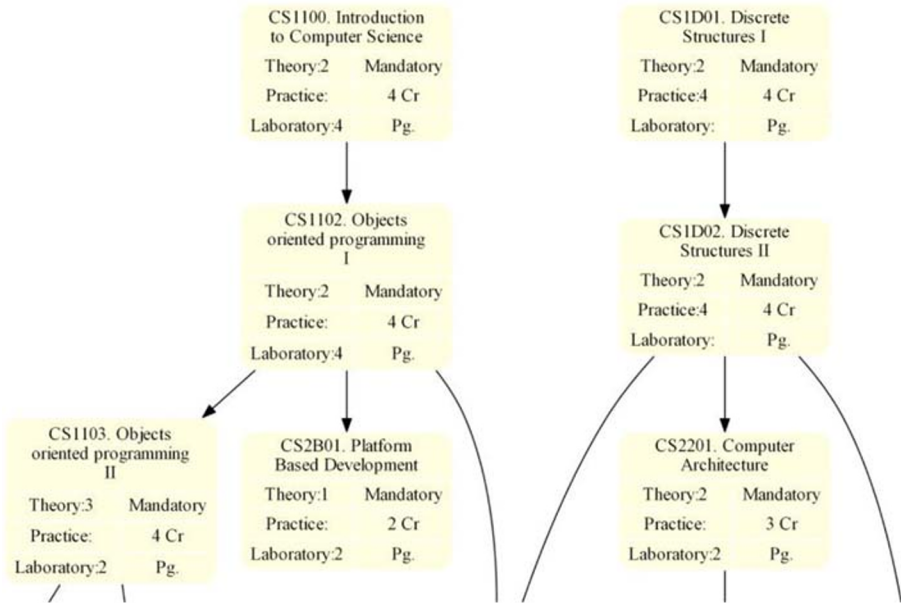 CS1100. Introduction
to Computer Science
Theory:2 Mandatory
Practice: 4 Cr
Laboratory:4 Pg.
CS1D01. Discrete
Structures I
Theory:2 Mandatory
Practice:4 4 Cr
Laboratory: Pg.
CS1102. Objects
oriented programming
I
Theory:2 Mandatory
Practice: 4 Cr
Laboratory:4 Pg.
CS1D02. Discrete
Structures II
Theory:2 Mandatory
Practice:4 4 Cr
Laboratory: Pg.
CS1103. Objects
oriented programming
II
Theory:3 Mandatory
Practice: 4 Cr
Laboratory:2 Pg.
CS2B01. Platform
Based Development
Theory:1 Mandatory
Practice: 2 Cr
Laboratory:2 Pg.
CS2201. Computer
Architecture
Theory:2 Mandatory
Practice: 3 Cr
Laboratory:2 Pg.